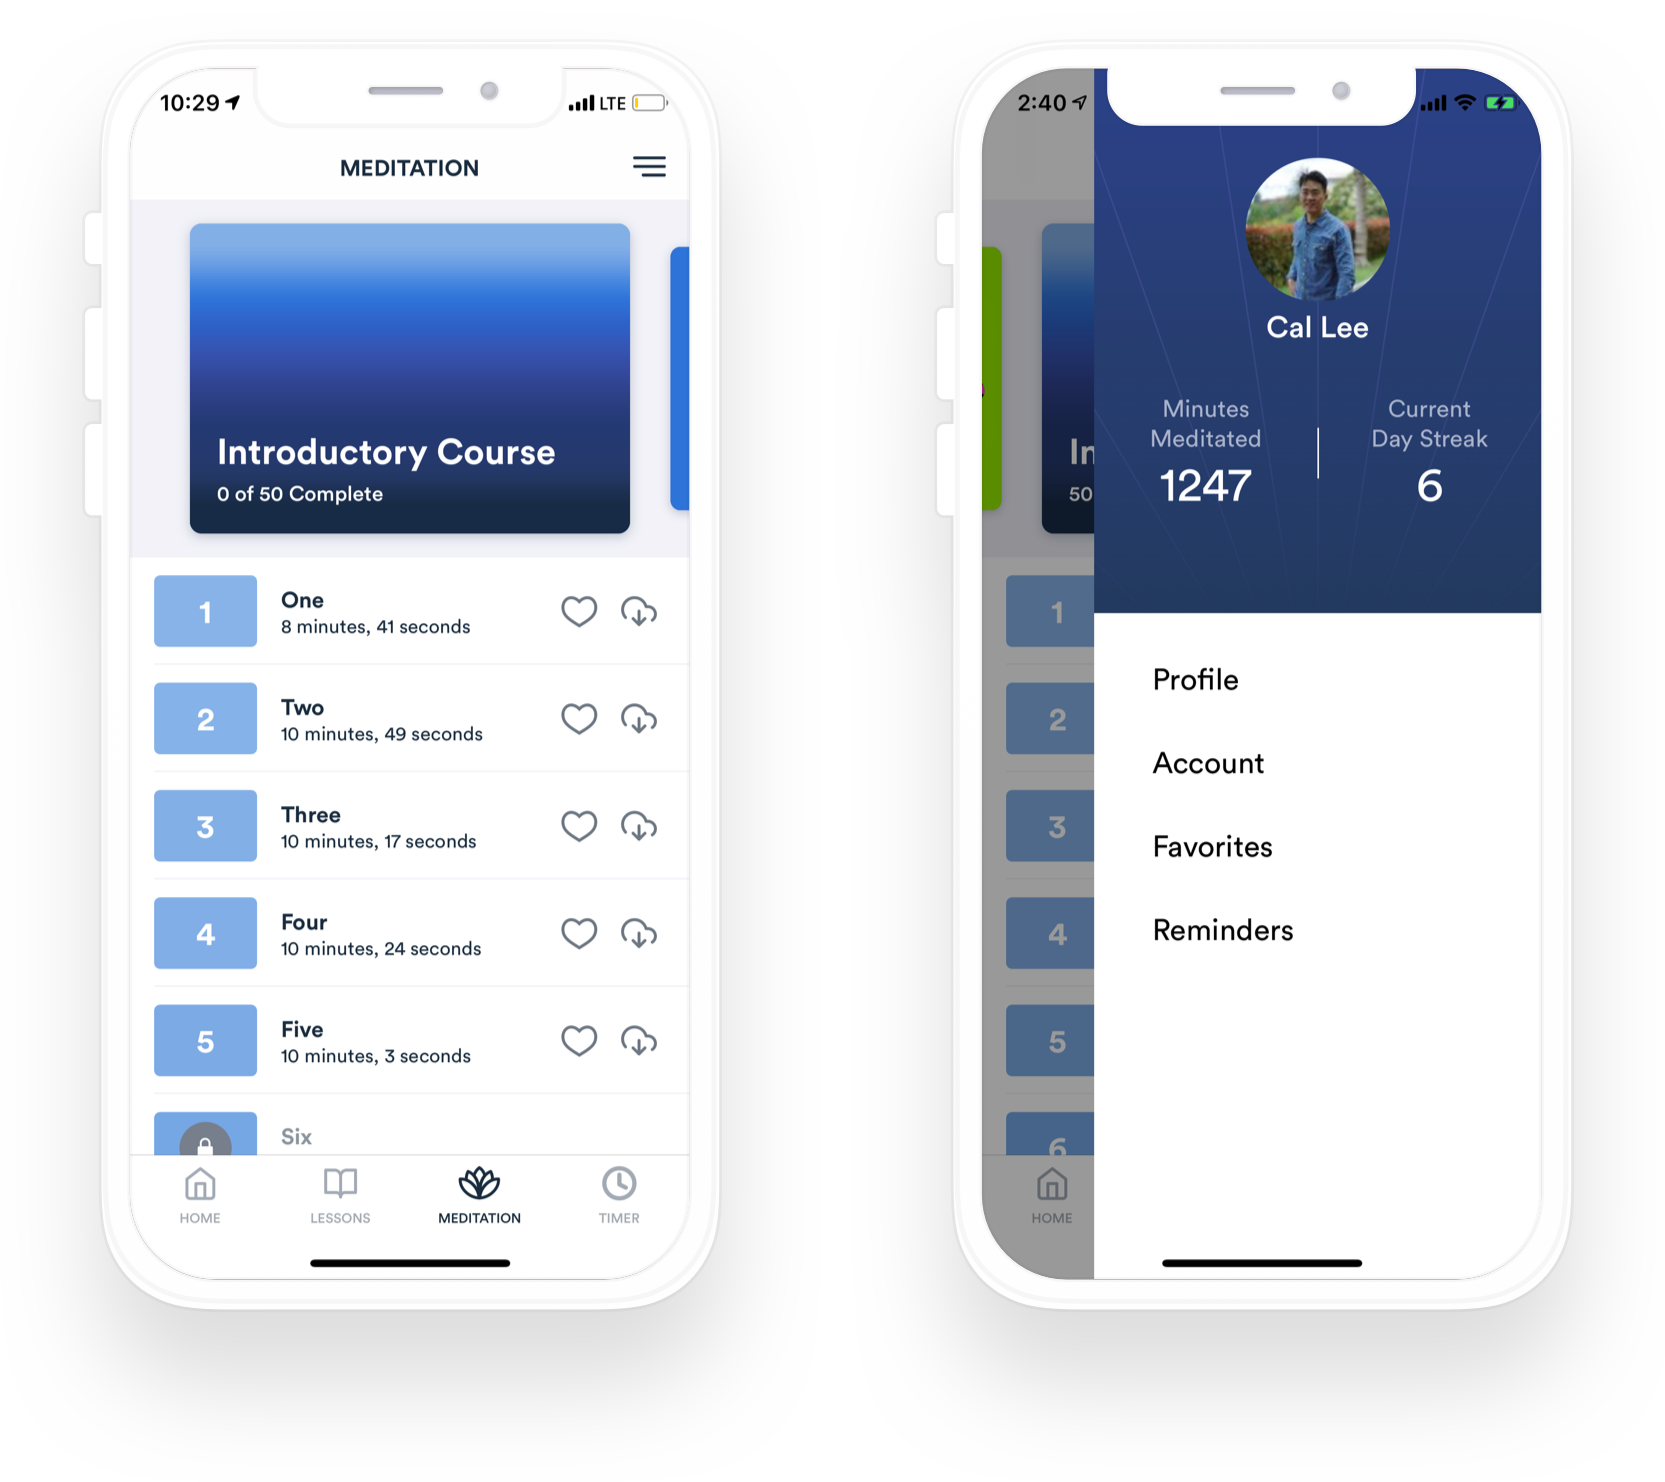 10:29
LTE
MEDITATION
Introductory Course
0 of 50 Complete
1
One
8 minutes, 41 seconds
2
Two
10 minutes, 49 seconds
3
Three
10 minutes, 17 seconds
4
Four
10 minutes, 24 seconds
5
Five
10 minutes, 3 seconds
Six
HOME
LESSONS
MEDITATION
TIMER
2:40
Cal Lee
Minutes
Meditated
1247
Current
Day Streak
6
In
50
1
2
3
4
5
6
HOME
Profile
Account
Favorites
Reminders